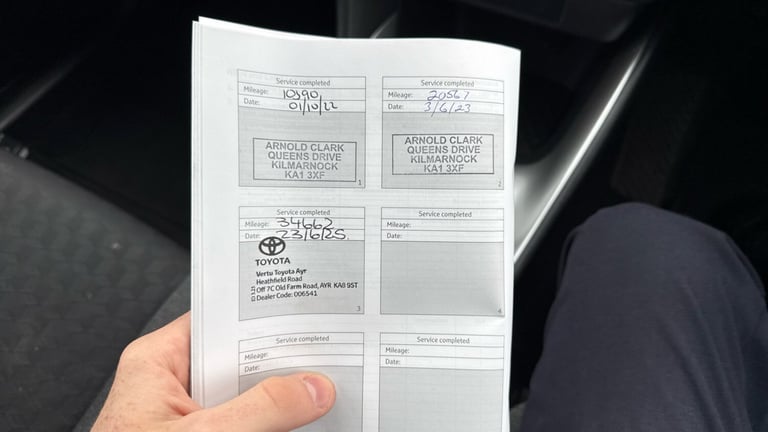 Service completed
Mileage: 10390
Date: 01/10/22
ARNOLD CLARK
QUEENS DRIVE
KILMARNOCK
KA1 3XF
1
Service completed
Mileage: 20567
Date: 3/6/23
ARNOLD CLARK
QUEENS DRIVE
KILMARNOCK
KA1 3XF
2
Service completed
Mileage: 34662
Date: 23/6/25.
TOYOTA
Vertu Toyota Ayr
Heathfield Road
Off 7C Old Farm Road, AYR KA8 9ST
Dealer Code: 006541
3
Service completed
Mileage:
Date:
4
Service completed
Mileage:
Date:
Service completed
Mileage:
Date: